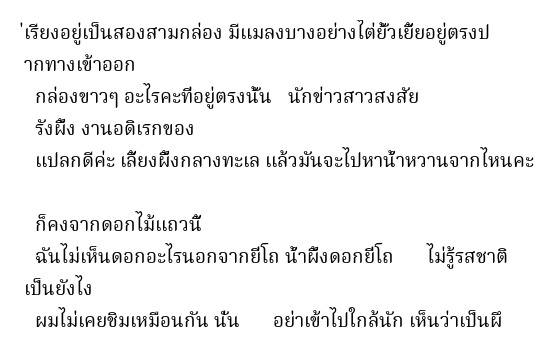 ่เรียงอยู่เป็นสองสามกล่อง มีแมลงบางอย่างไต่ยั้วเยี้ยอยู่ตรงป
ากทางเข้าออก
กล่องขาวๆ อะไรคะที่อยู่ตรงนั้น นักข่าวสาวสงสัย
รังผึ้ง งานอดิเรกของ
แปลกดีค่ะ เลี้ยงผึ้งกลางทะเล แล้วมันจะไปหาน้ำหวานจากไหนคะ
ก็คงจากดอกไม้แถวนี้
ฉันไม่เห็นดอกอะไรนอกจากยี่โถ น้ำผึ้งดอกยี่โถ ไม่รู้รสชาติ
เป็นยังไง
ผมไม่เคยชิมเหมือนกัน นั่น อย่าเข้าไปใกล้นัก เห็นว่าเป็นผึ